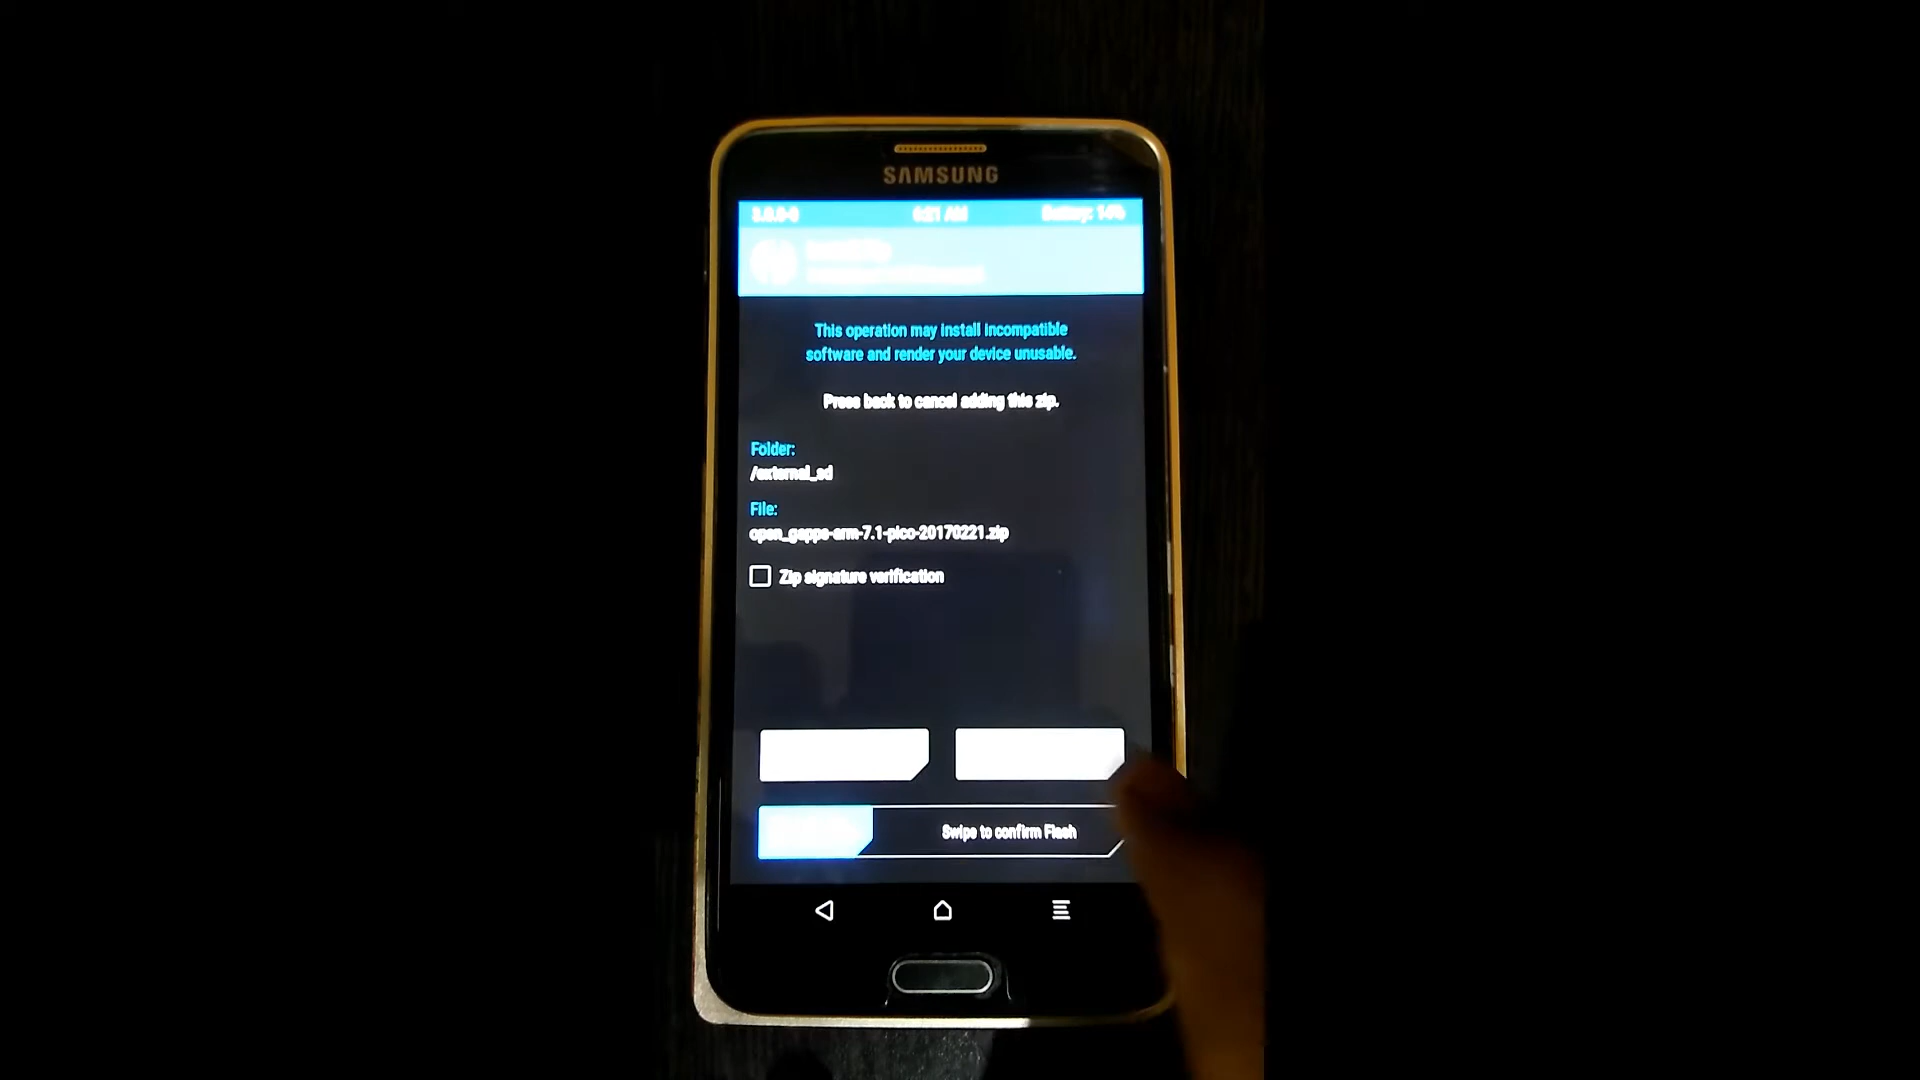 SAMSUNG
This operation may install incompatible
software and render your device unusable.
Press back to cancel adding this zip.
Folder:
/external_sd
File:
open_gapps-arm-7.1-pico-20170221.zip
Zip signature verification
Swipe to confirm Flash